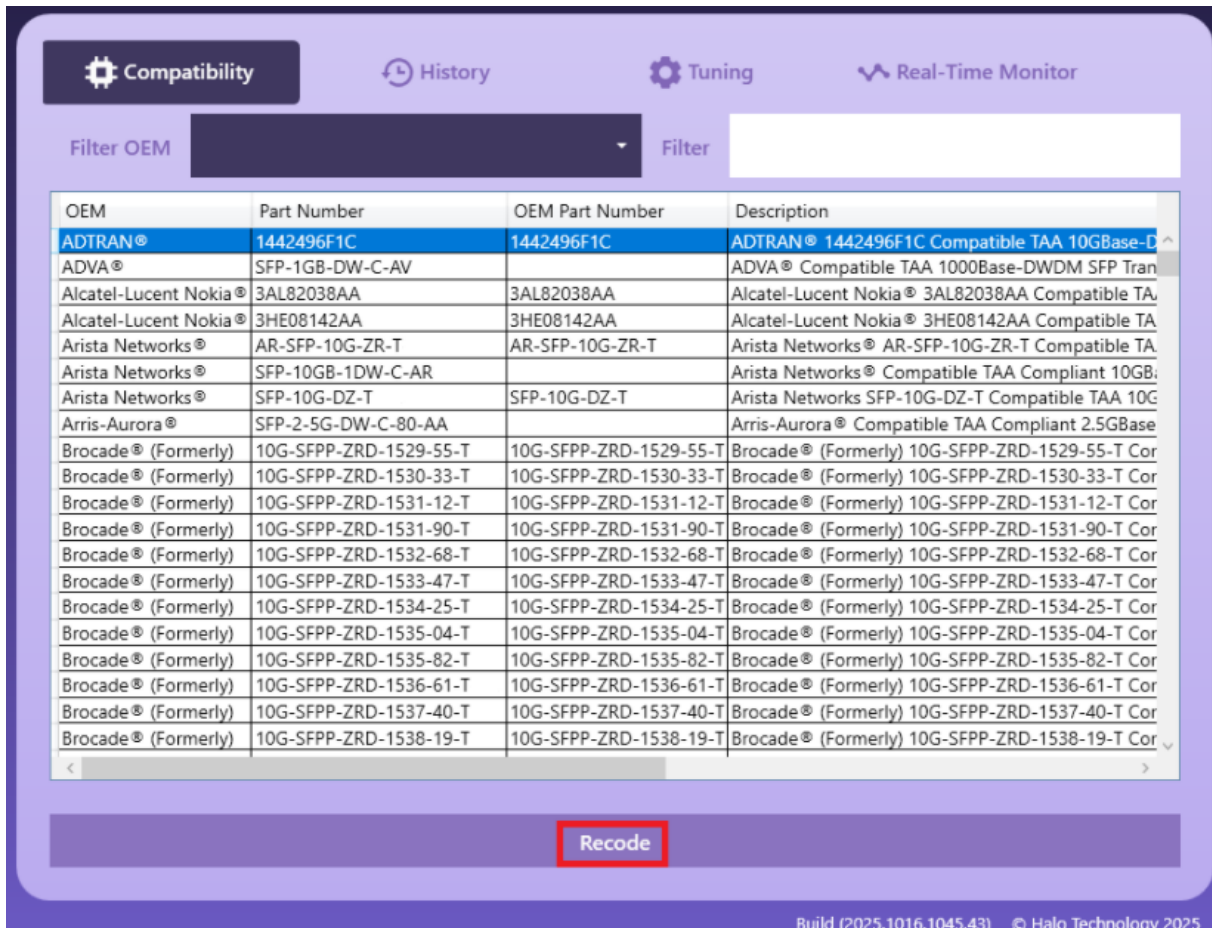 Compatibility History Tuning Real-Time Monitor
Filter OEM Filter
OEM Part Number OEM Part Number Description
ADTRAN® 1442496F1C 1442496F1C ADTRAN® 1442496F1C Compatible TAA 10GBase-D
ADVA® SFP-1GB-DW-C-AV ADVA® Compatible TAA 1000Base-DWDM SFP Tran
Alcatel-Lucent Nokia® 3AL82038AA 3AL82038AA Alcatel-Lucent Nokia® 3AL82038AA Compatible TA
Alcatel-Lucent Nokia® 3HE08142AA 3HE08142AA Alcatel-Lucent Nokia® 3HE08142AA Compatible TA
Arista Networks® AR-SFP-10G-ZR-T AR-SFP-10G-ZR-T Arista Networks® AR-SFP-10G-ZR-T Compatible TA
Arista Networks® SFP-10GB-1DW-C-AR Arista Networks® Compatible TAA Compliant 10GB
Arista Networks® SFP-10G-DZ-T SFP-10G-DZ-T Arista Networks SFP-10G-DZ-T Compatible TAA 10G
Arris-Aurora® SFP-2-5G-DW-C-80-AA Arris-Aurora® Compatible TAA Compliant 2.5GBase
Brocade® (Formerly) 10G-SFPP-ZRD-1529-55-T 10G-SFPP-ZRD-1529-55-T Brocade® (Formerly) 10G-SFPP-ZRD-1529-55-T Cor
Brocade® (Formerly) 10G-SFPP-ZRD-1530-33-T 10G-SFPP-ZRD-1530-33-T Brocade® (Formerly) 10G-SFPP-ZRD-1530-33-T Cor
Brocade® (Formerly) 10G-SFPP-ZRD-1531-12-T 10G-SFPP-ZRD-1531-12-T Brocade® (Formerly) 10G-SFPP-ZRD-1531-12-T Cor
Brocade® (Formerly) 10G-SFPP-ZRD-1531-90-T 10G-SFPP-ZRD-1531-90-T Brocade® (Formerly) 10G-SFPP-ZRD-1531-90-T Cor
Brocade® (Formerly) 10G-SFPP-ZRD-1532-68-T 10G-SFPP-ZRD-1532-68-T Brocade® (Formerly) 10G-SFPP-ZRD-1532-68-T Cor
Brocade® (Formerly) 10G-SFPP-ZRD-1533-47-T 10G-SFPP-ZRD-1533-47-T Brocade® (Formerly) 10G-SFPP-ZRD-1533-47-T Cor
Brocade® (Formerly) 10G-SFPP-ZRD-1534-25-T 10G-SFPP-ZRD-1534-25-T Brocade® (Formerly) 10G-SFPP-ZRD-1534-25-T Cor
Brocade® (Formerly) 10G-SFPP-ZRD-1535-04-T 10G-SFPP-ZRD-1535-04-T Brocade® (Formerly) 10G-SFPP-ZRD-1535-04-T Cor
Brocade® (Formerly) 10G-SFPP-ZRD-1535-82-T 10G-SFPP-ZRD-1535-82-T Brocade® (Formerly) 10G-SFPP-ZRD-1535-82-T Cor
Brocade® (Formerly) 10G-SFPP-ZRD-1536-61-T 10G-SFPP-ZRD-1536-61-T Brocade® (Formerly) 10G-SFPP-ZRD-1536-61-T Cor
Brocade® (Formerly) 10G-SFPP-ZRD-1537-40-T 10G-SFPP-ZRD-1537-40-T Brocade® (Formerly) 10G-SFPP-ZRD-1537-40-T Cor
Brocade® (Formerly) 10G-SFPP-ZRD-1538-19-T 10G-SFPP-ZRD-1538-19-T Brocade® (Formerly) 10G-SFPP-ZRD-1538-19-T Cor
Recode
Build (2025.1016.1045.43) © Halo Technology 2025